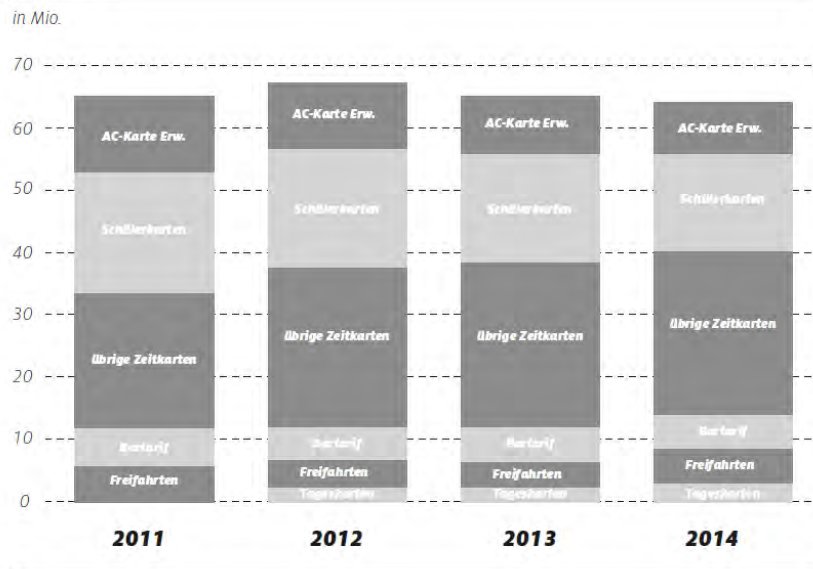 in Mio.
70
60
50
40
30
20
10
0
AC-Karte Erw.
Schülerkarten
übrige Zeitkarten
Bartarif
Freifahrten
2011
AC-Karte Erw.
Schülerkarten
übrige Zeitkarten
Bartarif
Freifahrten
Tageskarten
2012
AC-Karte Erw.
Schülerkarten
übrige Zeitkarten
Bartarif
Freifahrten
Tageskarten
2013
AC-Karte Erw.
Schülerkarten
übrige Zeitkarten
Bartarif
Freifahrten
Tageskarten
2014